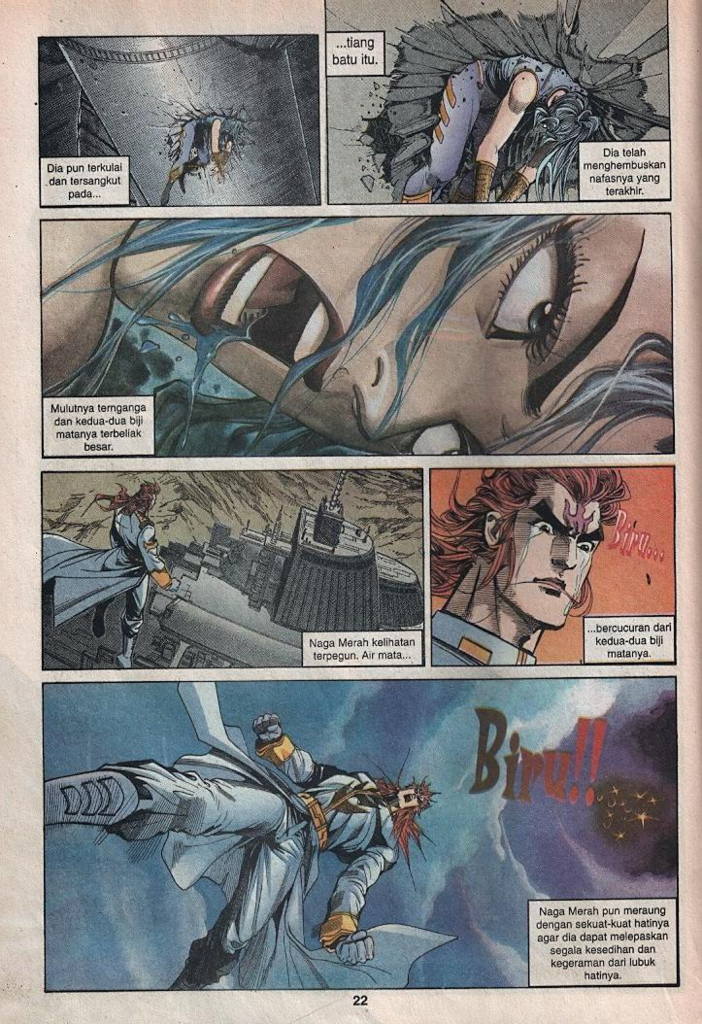 Dia pun terkulai
dan tersangkut
pada...
...tiang
batu itu.
Dia telah
menghembuskan
nafasnya yang
terakhir.
Mulutnya ternganga
dan kedua-dua biji
matanya terbeliak
besar.
Naga Merah kelihatan
terpegun. Air mata...
Biru...
...bercucuran dari
kedua-dua biji
matanya.
Biru!!
Naga Merah pun meraung
dengan sekuat-kuat hatinya
agar dia dapat melepaskan
segala kesedihan dan
kegeraman dari lubuk
hatinya.
22